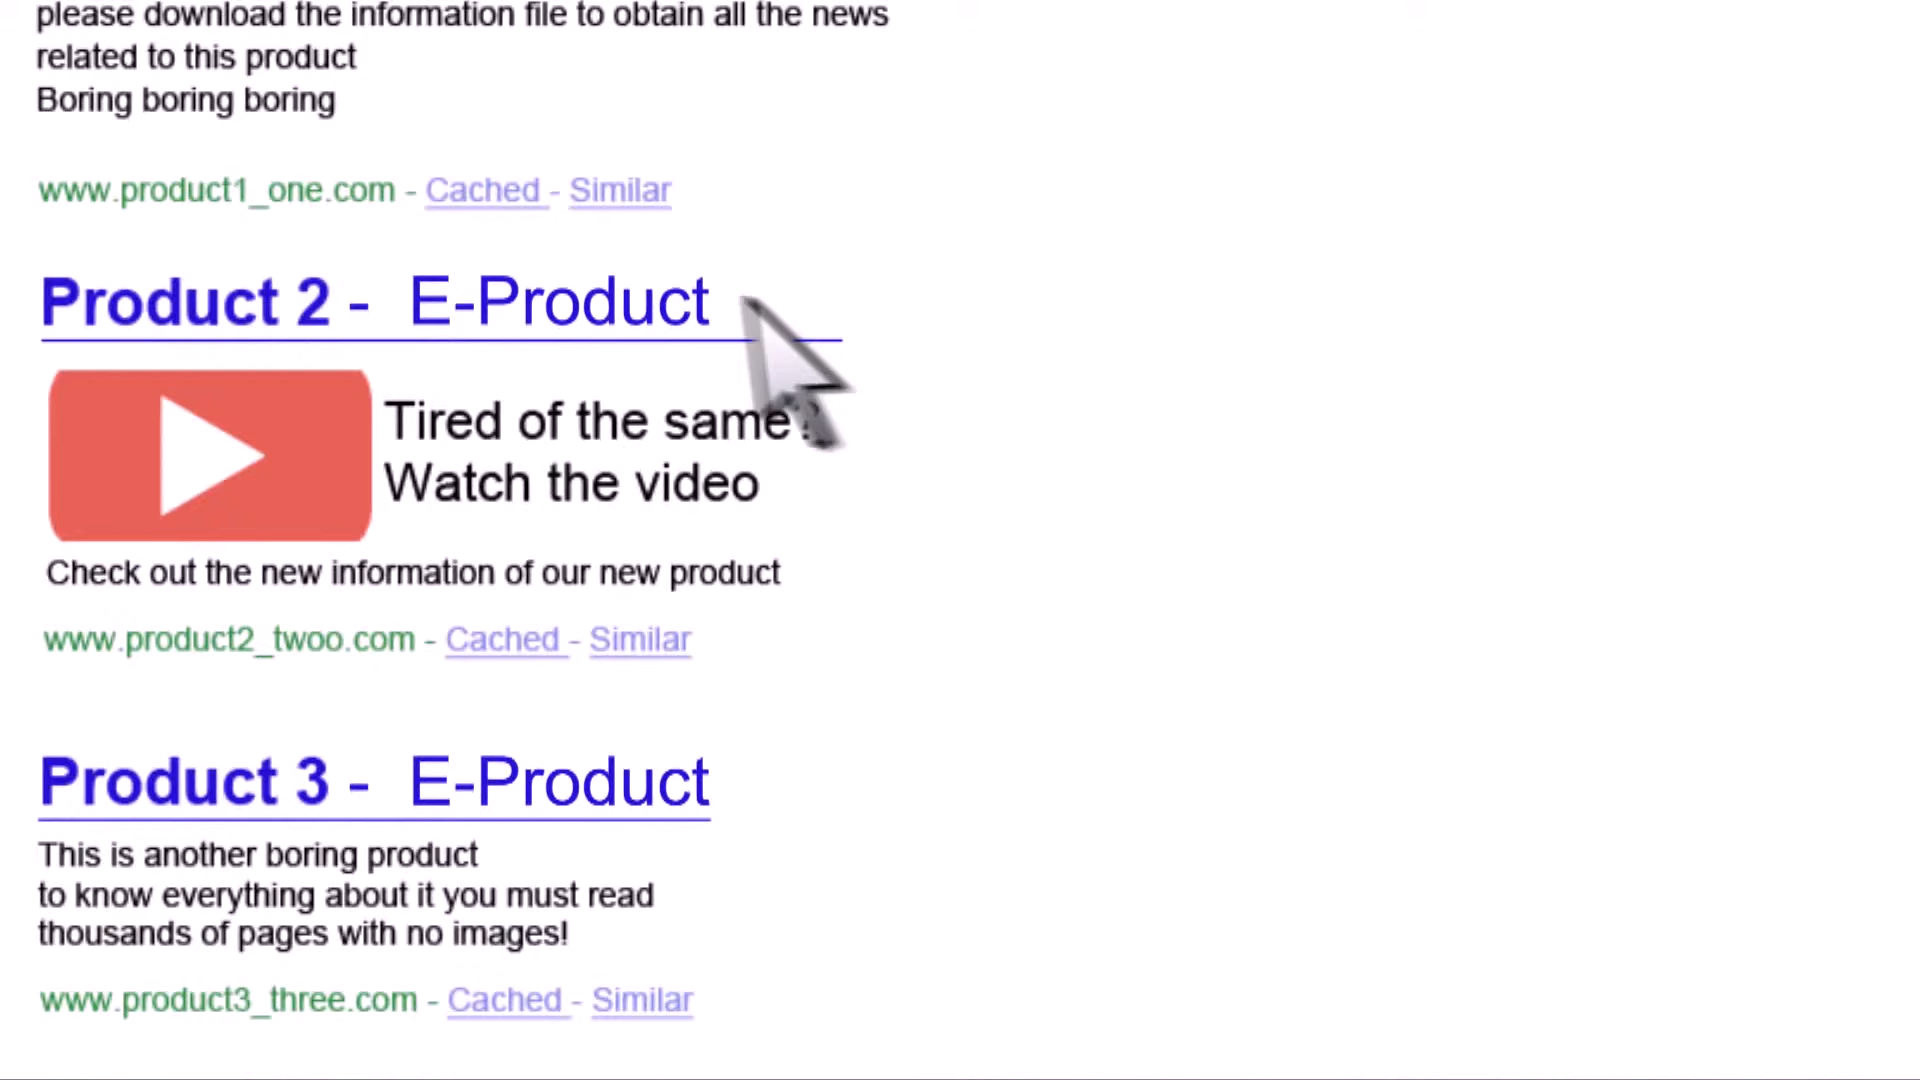 please download the information file to obtain all the news
related to this product
Boring boring boring
www.product1_one.com - Cached - Similar
Product 2 - E-Product
Tired of the same?
Watch the video
Check out the new information of our new product
www.product2_twoo.com - Cached - Similar
Product 3 - E-Product
This is another boring product
to know everything about it you must read
thousands of pages with no images!
www.product3_three.com - Cached - Similar